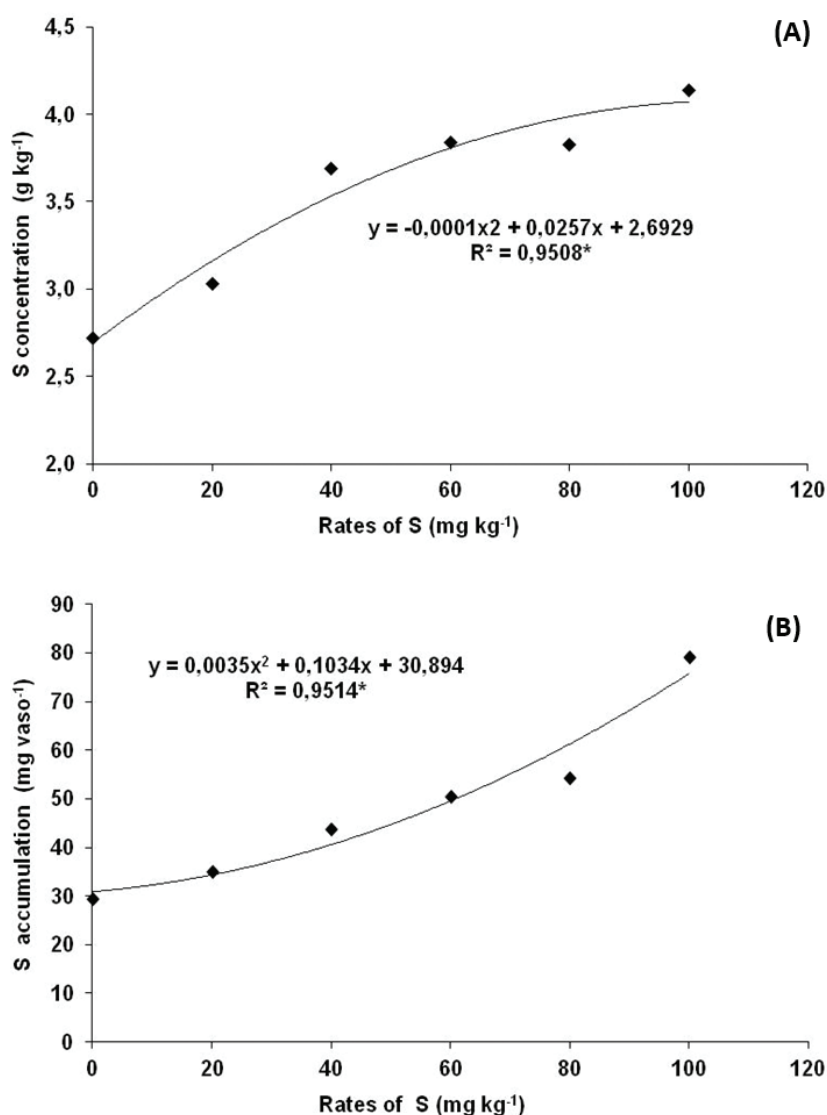 (A)
4,5
4,0
3,5
3,0
2,5
2,0
S concentration (g kg⁻¹)
y = -0,0001x2 + 0,0257x + 2,6929
R² = 0,9508*
0 20 40 60 80 100 120
Rates of S (mg kg⁻¹)
(B)
90
80
70
60
50
40
30
20
10
0
S accumulation (mg vaso⁻¹)
y = 0,0035x² + 0,1034x + 30,894
R² = 0,9514*
0 20 40 60 80 100 120
Rates of S (mg kg⁻¹)